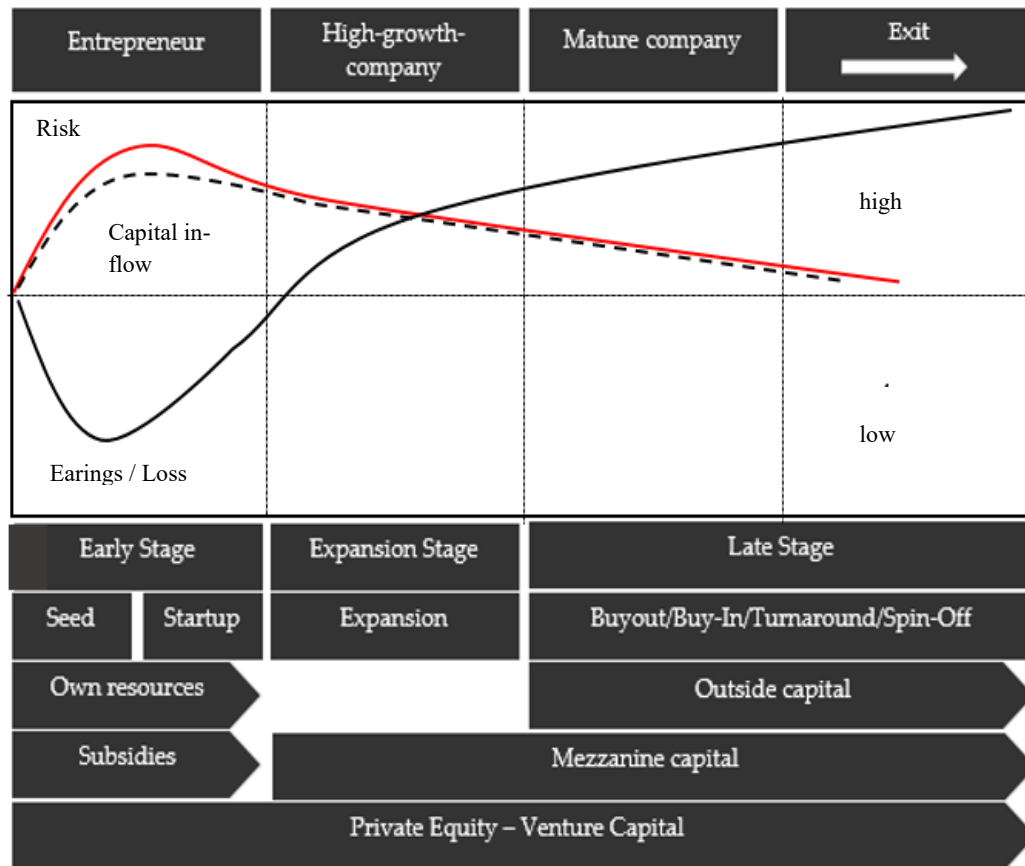 Entrepreneur
High-growth-
company
Mature company
Exit
Risk
Capital in-
flow
high
low
Earings / Loss
Early Stage
Expansion Stage
Late Stage
Seed
Startup
Expansion
Buyout/Buy-In/Turnaround/Spin-Off
Own resources
Outside capital
Subsidies
Mezzanine capital
Private Equity – Venture Capital